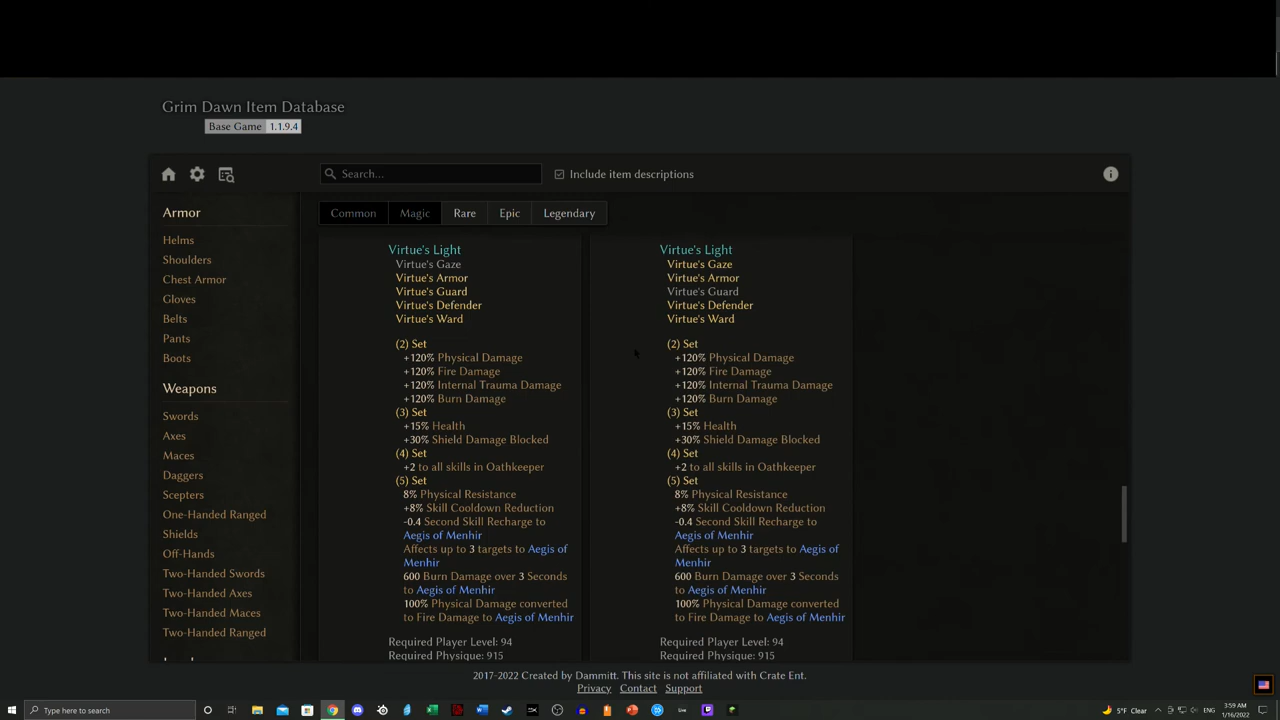 Grim Dawn Item Database
Base Game 1.1.9.4
Search...
Include item descriptions
Common Magic Rare Epic Legendary
Armor
Helms
Shoulders
Chest Armor
Gloves
Belts
Pants
Boots
Weapons
Swords
Axes
Maces
Daggers
Scepters
One-Handed Ranged
Shields
Off-Hands
Two-Handed Swords
Two-Handed Axes
Two-Handed Maces
Two-Handed Ranged
Virtue's Light
Virtue's Gaze
Virtue's Armor
Virtue's Guard
Virtue's Defender
Virtue's Ward
(2) Set
+120% Physical Damage
+120% Fire Damage
+120% Internal Trauma Damage
+120% Burn Damage
(3) Set
+15% Health
+30% Shield Damage Blocked
(4) Set
+2 to all skills in Oathkeeper
(5) Set
8% Physical Resistance
+8% Skill Cooldown Reduction
-0.4 Second Skill Recharge to
Aegis of Menhir
Affects up to 3 targets to Aegis of
Menhir
600 Burn Damage over 3 Seconds
to Aegis of Menhir
100% Physical Damage converted
to Fire Damage to Aegis of Menhir
Required Player Level: 94
Required Physique: 915
Virtue's Light
Virtue's Gaze
Virtue's Armor
Virtue's Guard
Virtue's Defender
Virtue's Ward
(2) Set
+120% Physical Damage
+120% Fire Damage
+120% Internal Trauma Damage
+120% Burn Damage
(3) Set
+15% Health
+30% Shield Damage Blocked
(4) Set
+2 to all skills in Oathkeeper
(5) Set
8% Physical Resistance
+8% Skill Cooldown Reduction
-0.4 Second Skill Recharge to
Aegis of Menhir
Affects up to 3 targets to Aegis of
Menhir
600 Burn Damage over 3 Seconds
to Aegis of Menhir
100% Physical Damage converted
to Fire Damage to Aegis of Menhir
Required Player Level: 94
Required Physique: 915
2017-2022 Created by Dammitt. This site is not affiliated with Crate Ent.
Privacy Contact Support
Type here to search
5°F Clear
ENG
3:59 AM
1/16/2022